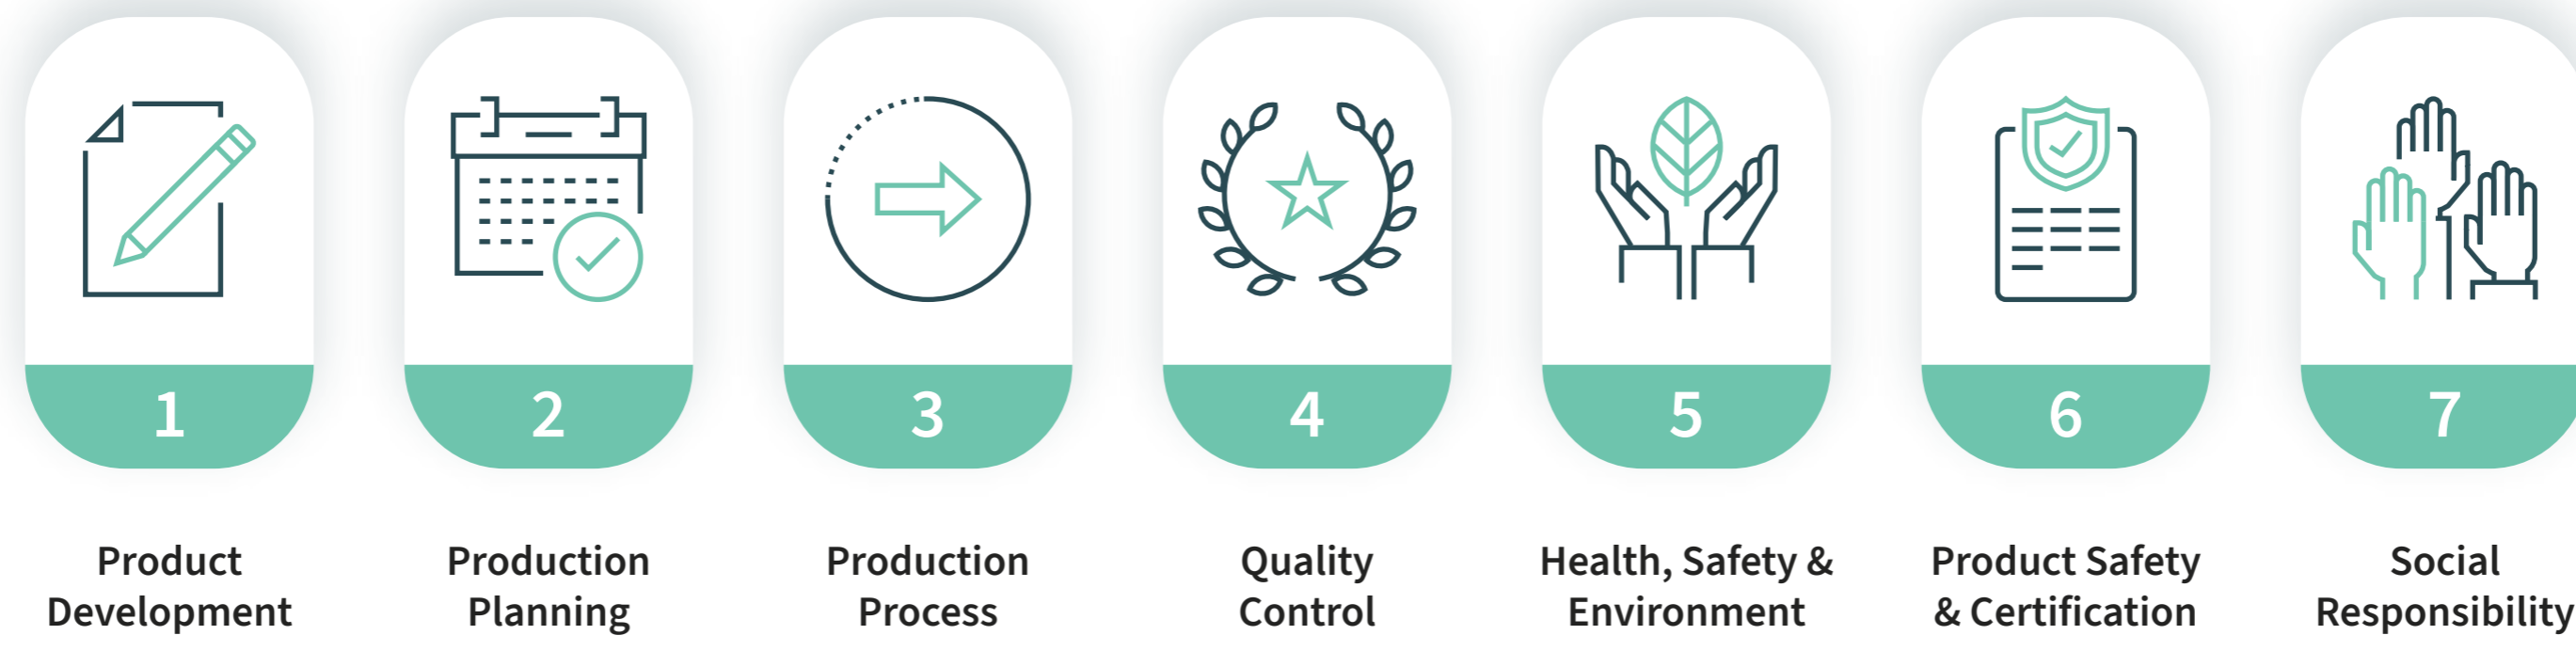 1
2
3
4
5
6
7
Product
Development
Production
Planning
Production
Process
Quality
Control
Health, Safety &
Environment
Product Safety
& Certification
Social
Responsibility